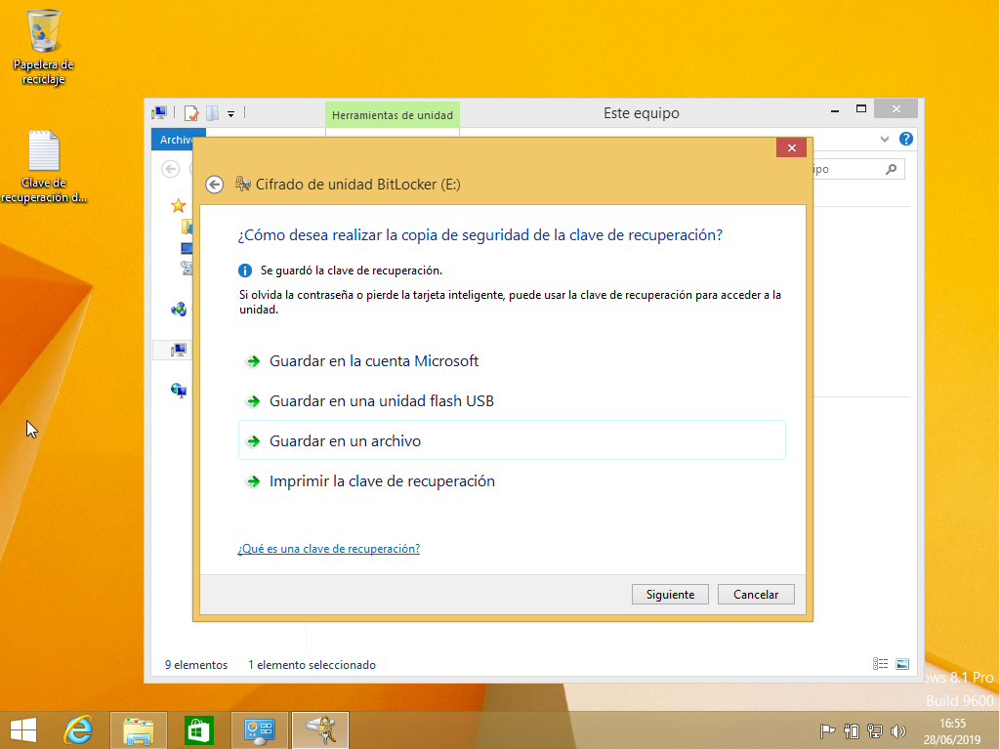 Papelera de
reciclaje
Clave de
recuperación d...
Herramientas de unidad
Este equipo
Cifrado de unidad BitLocker (E:)
¿Cómo desea realizar la copia de seguridad de la clave de recuperación?
Se guardó la clave de recuperación.
Si olvida la contraseña o pierde la tarjeta inteligente, puede usar la clave de recuperación para acceder a la
unidad.
Guardar en la cuenta Microsoft
Guardar en una unidad flash USB
Guardar en un archivo
Imprimir la clave de recuperación
¿Qué es una clave de recuperación?
Siguiente
Cancelar
9 elementos
1 elemento seleccionado
8.1 Pro
Build 9600
16:55
28/06/2019